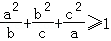 a²/b + b²/c + c²/a ⩾ 1